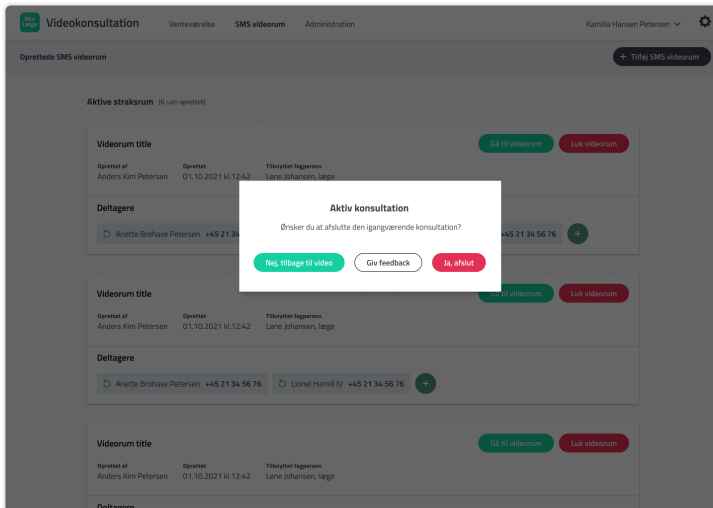 Min Læge Videokonsultation Venteværelse SMS videorum Administration Kamilla Hansen Petersen
Oprettede SMS videorum + Tilføj SMS videorum
Aktive straksrum (6 rum oprettet)
Videorum title Gå til videorum Luk videorum
Oprettet af Oprettet Tilknyttet fagperson
Anders Kim Petersen 01.10.2021 kl.12:42 Lene Johansen, læge
Aktiv konsultation
Deltagere
Ønsker du at afslutte den igangværende konsultation?
Anette Brohave Petersen +45 21 34 +45 21 34 56 76 +
Nej, tilbage til video Giv feedback Ja, afslut
Videorum title Gå til videorum Luk videorum
Oprettet af Oprettet Tilknyttet fagperson
Anders Kim Petersen 01.10.2021 kl.12:42 Lene Johansen, læge
Deltagere
Anette Brohave Petersen +45 21 34 56 76 Lionel Hamill IV +45 21 34 56 76 +
Videorum title Gå til videorum Luk videorum
Oprettet af Oprettet Tilknyttet fagperson
Anders Kim Petersen 01.10.2021 kl.12:42 Lene Johansen, læge
Deltagere